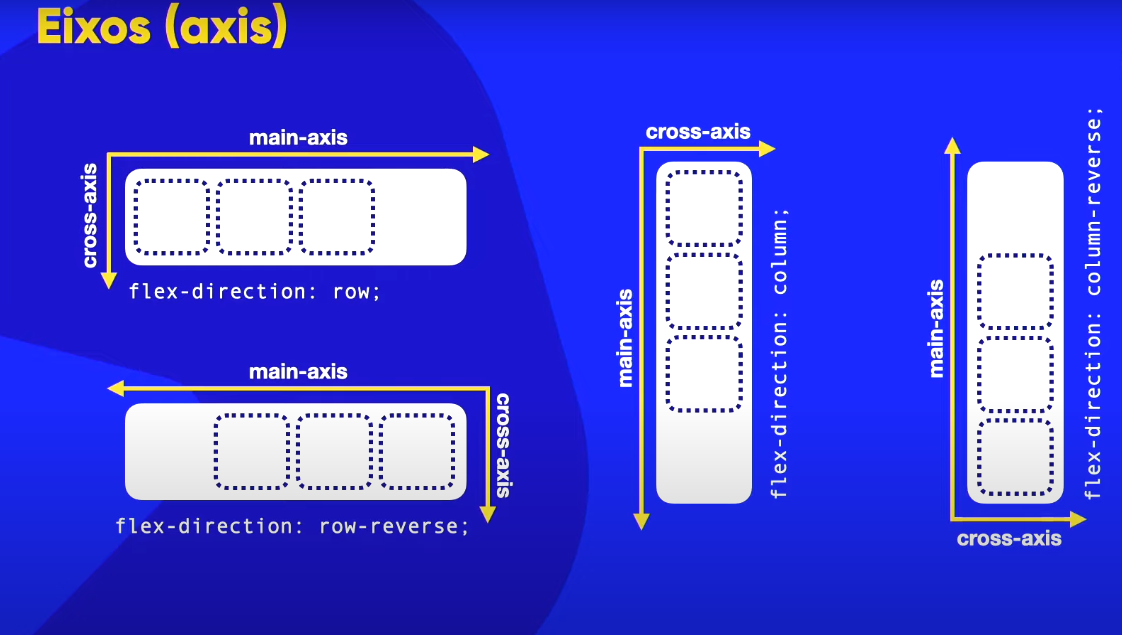 Eixos (axis)
main-axis
cross-axis
flex-direction: row;
main-axis
cross-axis
flex-direction: row-reverse;
cross-axis
main-axis
flex-direction: column;
main-axis
cross-axis
flex-direction: column-reverse;